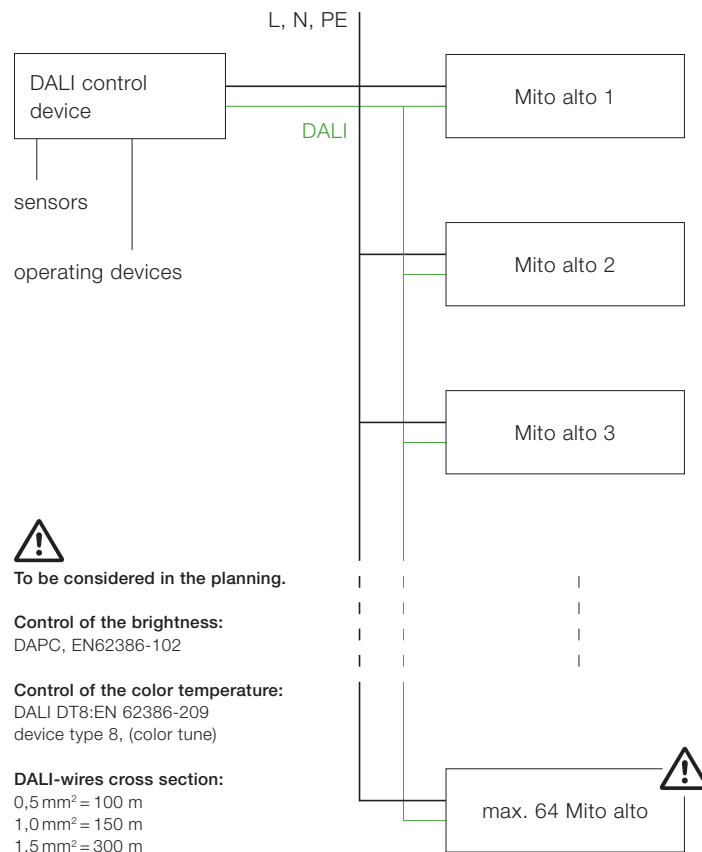 L, N, PE
DALI control
device
Mito alto 1
DALI
sensors
Mito alto 2
operating devices
Mito alto 3
To be considered in the planning.
Control of the brightness:
DAPC, EN62386-102
Control of the color temperature:
DALI DT8:EN 62386-209
device type 8, (color tune)
DALI-wires cross section:
0,5 mm² = 100 m
1,0 mm² = 150 m
1,5 mm² = 300 m
max. 64 Mito alto